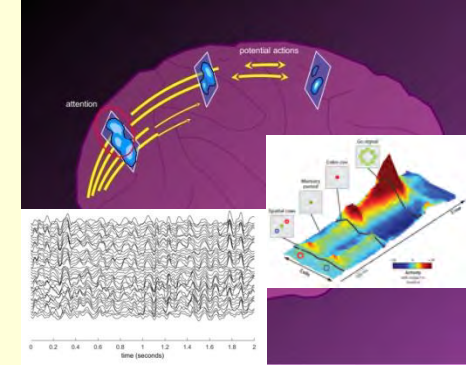 potential actions
attention
Go signal
Color cue
Memory period
Spatial cues
Cells
Activity
0 0.2 0.4 0.6 0.8 1 1.2 1.4 1.6 1.8 2
time (seconds)